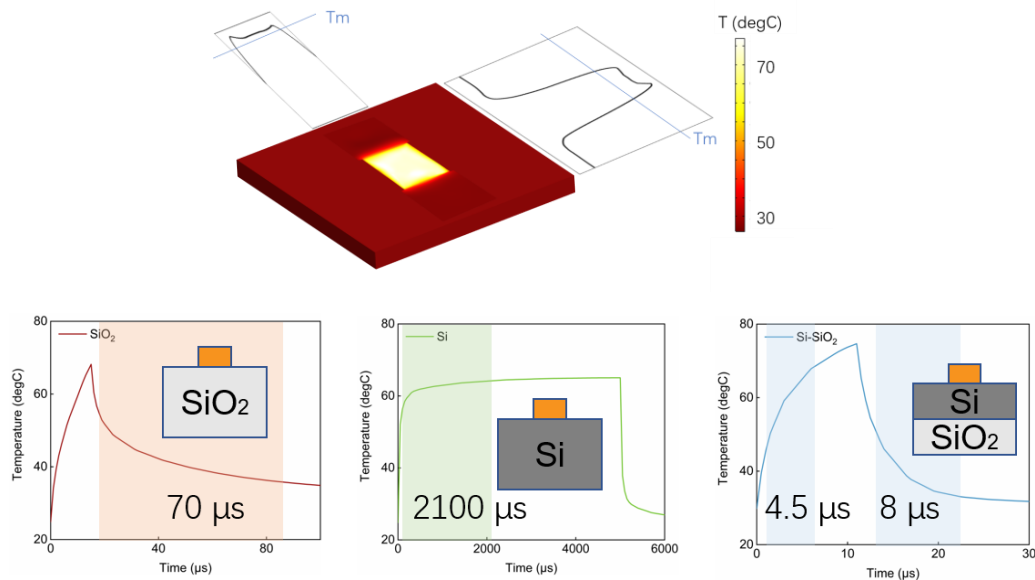 T (degC)
70
50
30
Tm
Tm
80
60
40
20
Temperature (degC)
SiO₂
SiO₂
70 μs
0
40
80
Time (μs)
80
60
40
20
Temperature (degC)
Si
Si
2100 μs
0
2000
4000
6000
Time (μs)
80
60
40
20
Temperature (degC)
Si-SiO₂
Si
SiO₂
4.5 μs
8 μs
0
10
20
30
Time (μs)